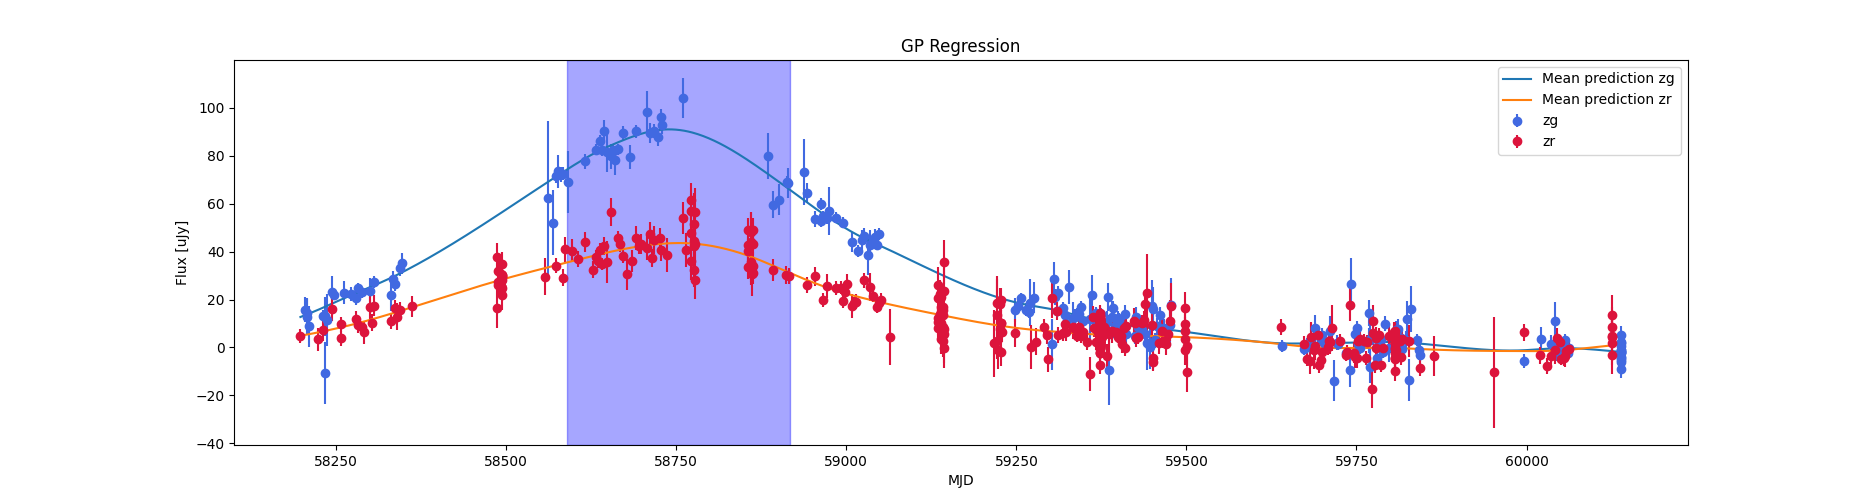 GP Regression
Mean prediction zg
Mean prediction zr
zg
zr
Flux [uJy]
100
80
60
40
20
0
−20
−40
58250 58500 58750 59000 59250 59500 59750 60000
MJD